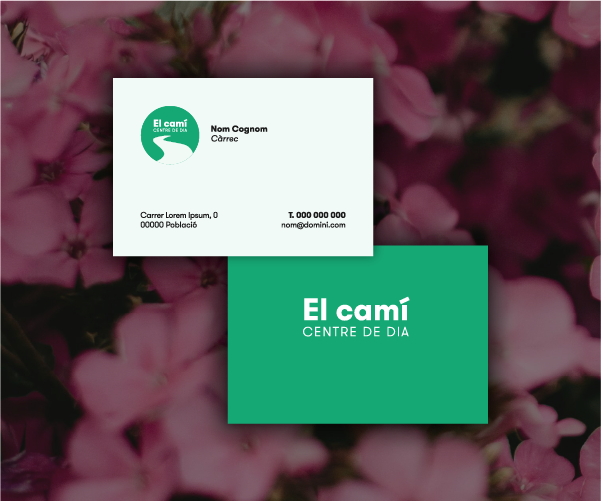 El camí
CENTRE DE DIA
Nom Cognom
Càrrec
Carrer Lorem Ipsum, 0
00000 Població
T. 000 000 000
nom@domini.com
El camí
CENTRE DE DIA